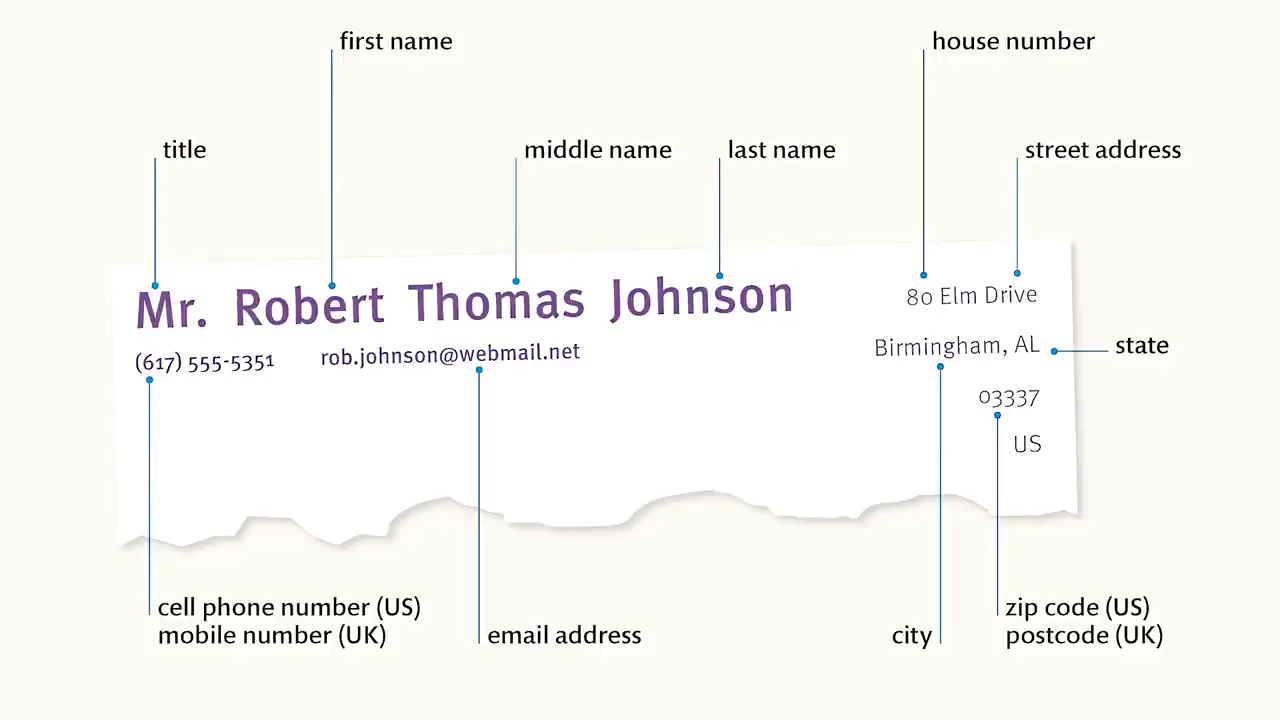 first name
house number
title
middle name
last name
street address
Mr. Robert Thomas Johnson
80 Elm Drive
(617) 555-5351
rob.johnson@webmail.net
Birmingham, AL
state
03337
US
cell phone number (US)
mobile number (UK)
email address
city
zip code (US)
postcode (UK)